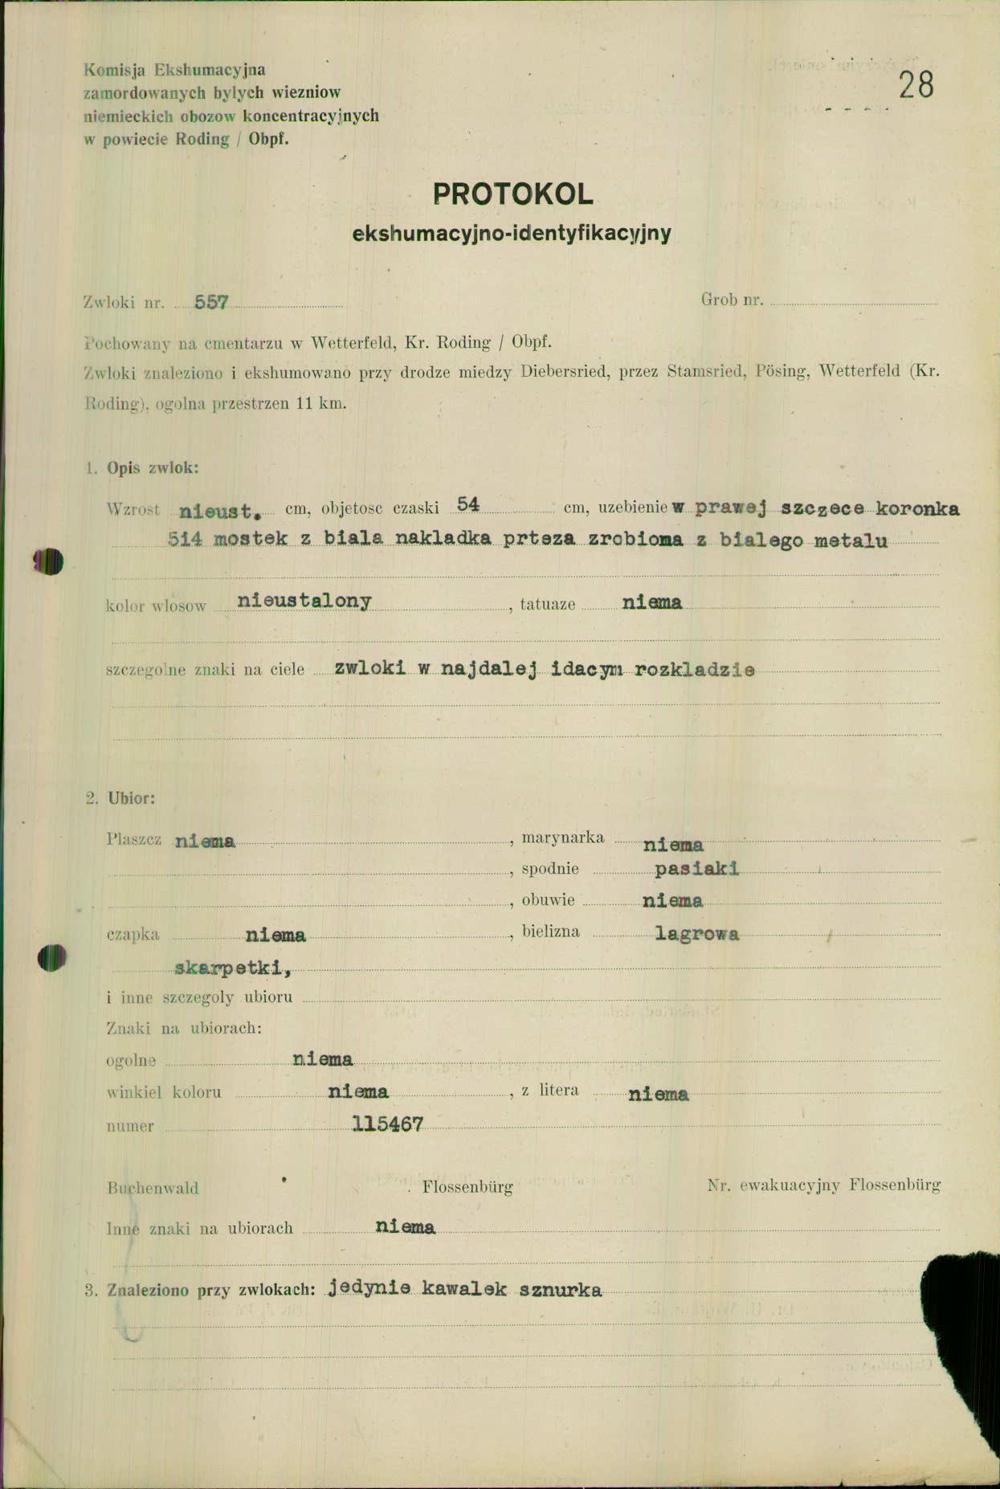 Komisja Ekshumacyjna
zamordowanych bylych wiezniow
niemieckich obozow koncentracyjnych
w powiecie Roding / Obpf.
28
PROTOKOL
ekshumacyjno-identyfikacyjny
Zwloki nr. 557 Grob nr.
Pochowany na cmentarzu w Wetterfeld, Kr. Roding / Obpf.
Zwloki znaleziono i ekshumowano przy drodze miedzy Diebersried, przez Stamsried, Pösing, Wetterfeld (Kr.
Roding), ogolna przestrzen 11 km.
1. Opis zwlok:
Wzrost nieust. cm, objetosc czaski 54 cm, uzebienie w prawej szczece koronka
514 mostek z biala nakladka prteza zrobiona z bialego metalu
kolor wlosow nieustalony, tatuaze niema
szczegolne znaki na ciele zwloki w najdalej idacym rozkladzie
2. Ubior:
Plaszcz niema, marynarka niema
, spodnie pasiaki
, obuwie niema
czapka niema, bielizna lagrowa
skarpetki,
i inne szczegoly ubioru
Znaki na ubiorach:
ogolne niema
winkiel koloru niema, z litera niema
numer 115467
Buchenwald Flossenbürg Nr. ewakuacyjny Flossenbürg
Inne znaki na ubiorach niema
3. Znaleziono przy zwlokach: jedynie kawalek sznurka